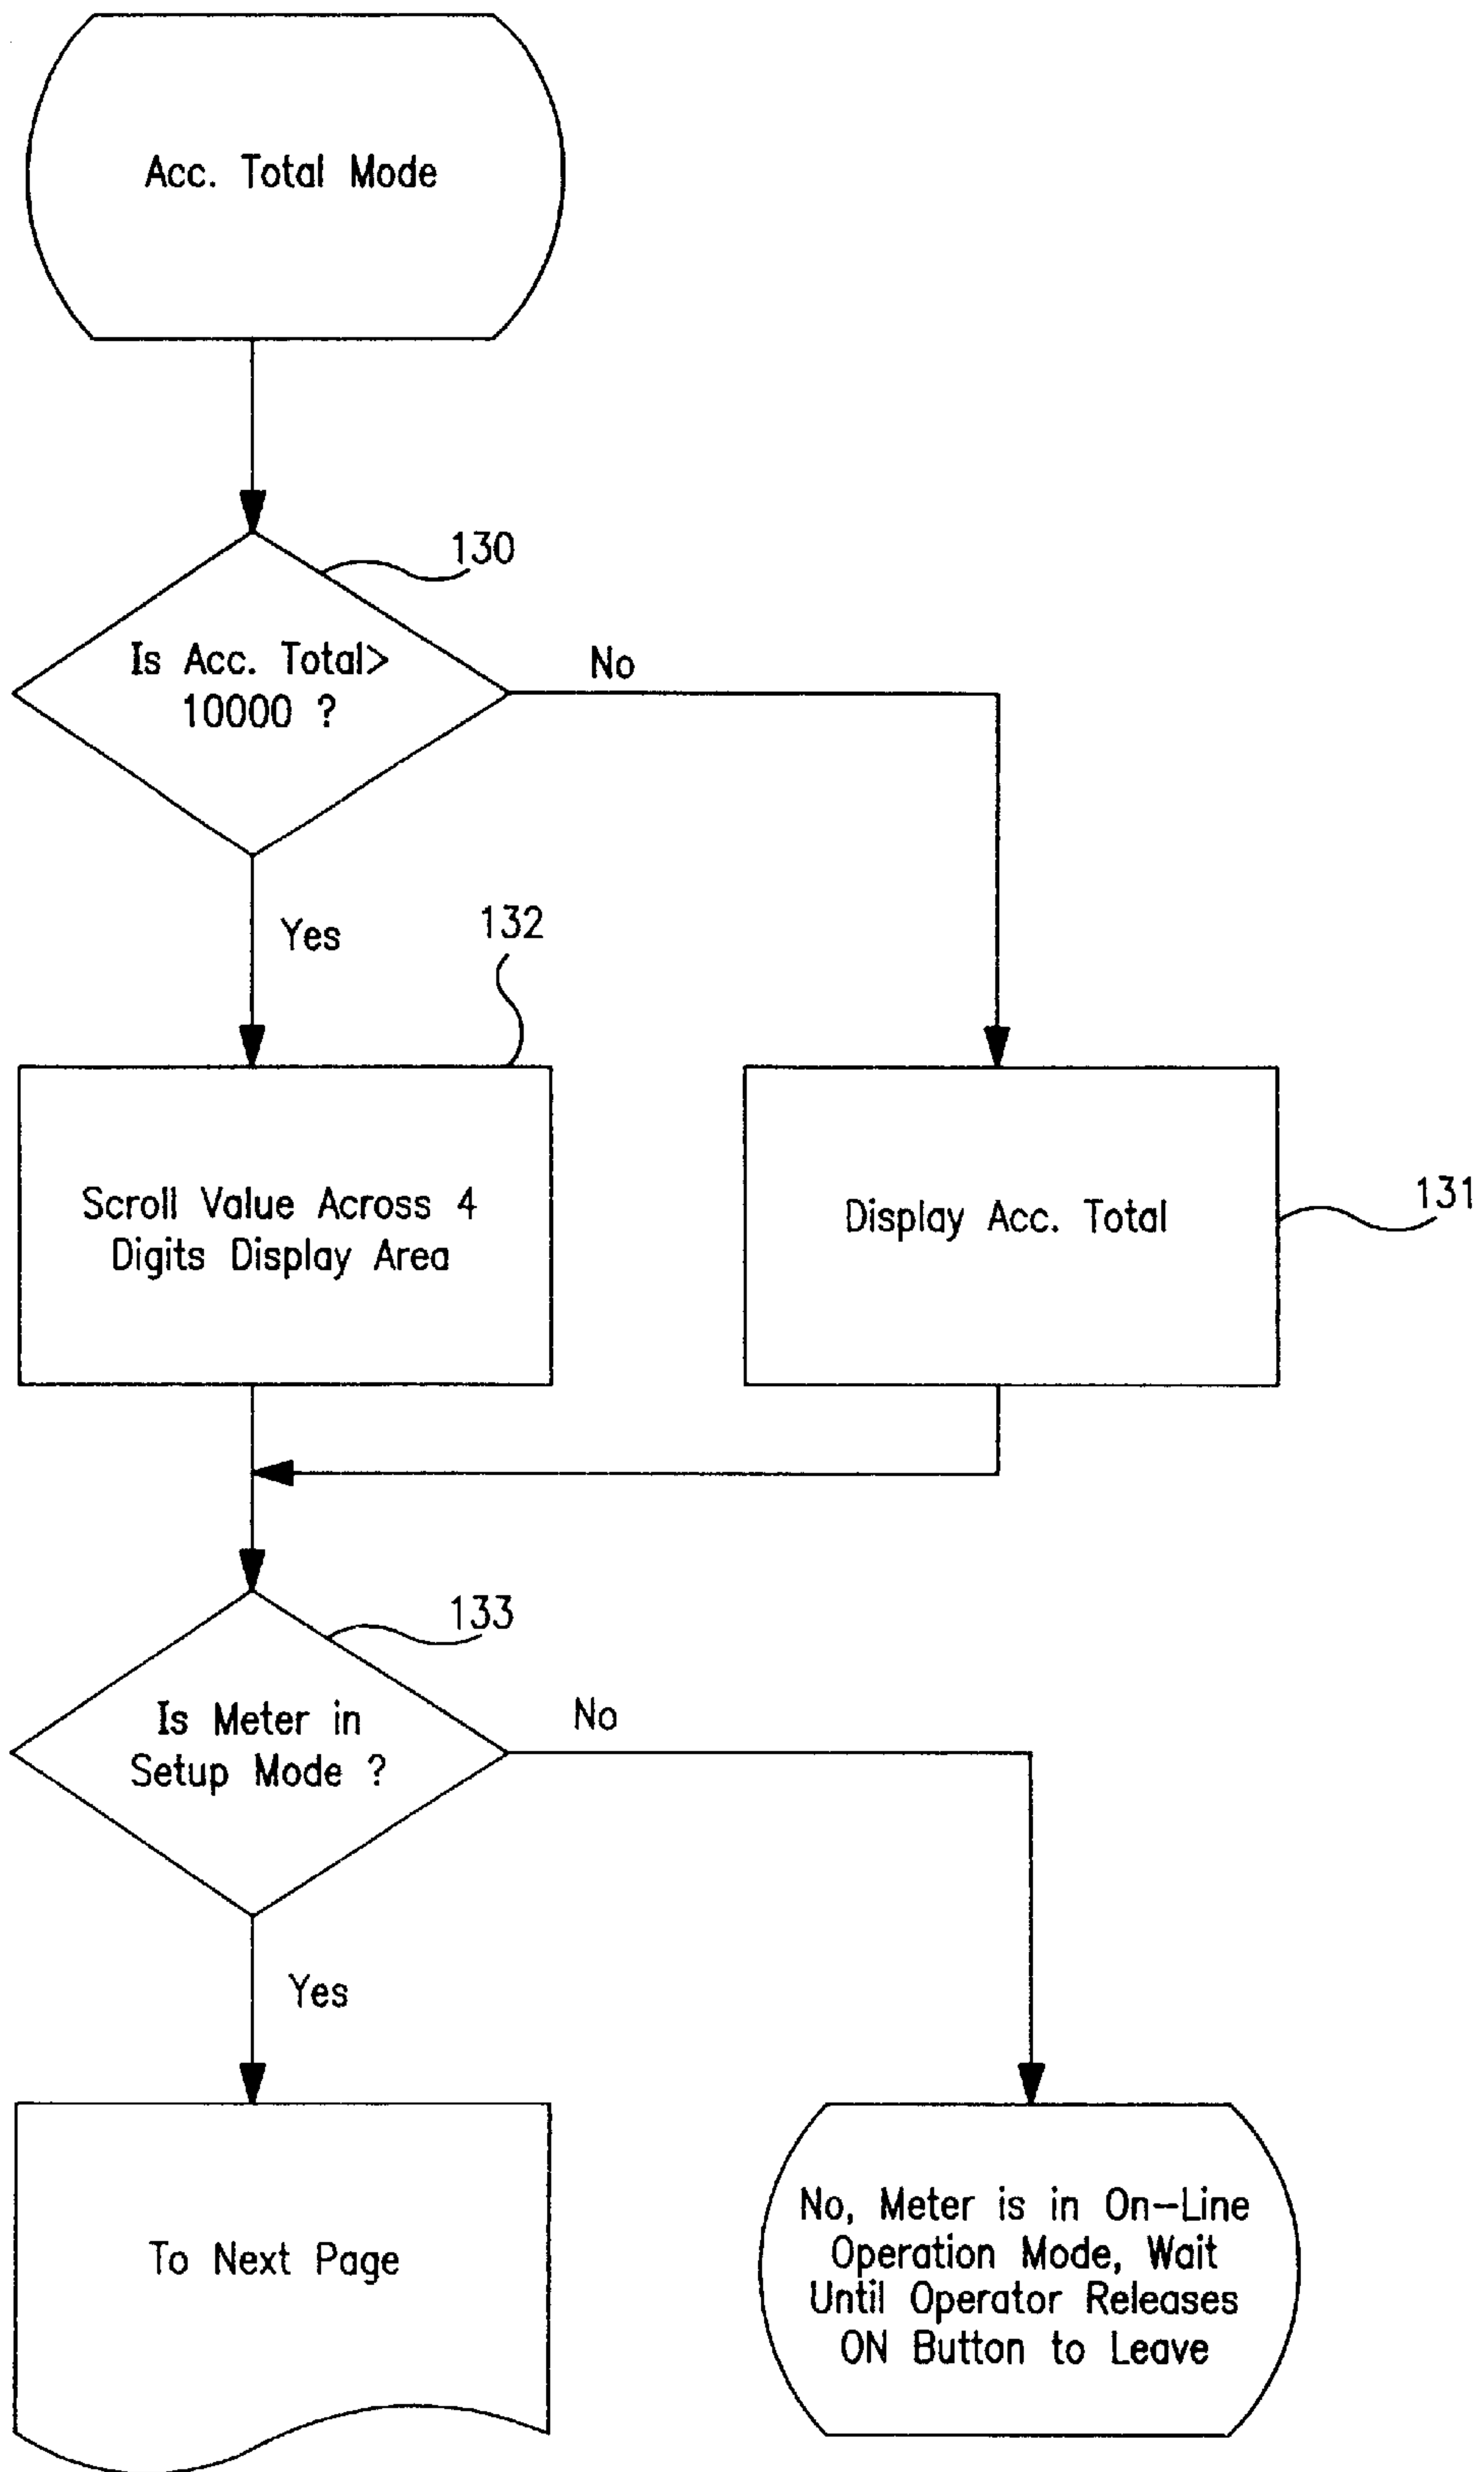 Acc. Total Mode
130
Is Acc. Total>
10000 ?
No
Yes
132
Scroll Value Across 4
Digits Display Area
Display Acc. Total
131
133
Is Meter in
Setup Mode ?
No
Yes
To Next Page
No, Meter is in On-Line
Operation Mode, Wait
Until Operator Releases
ON Button to Leave